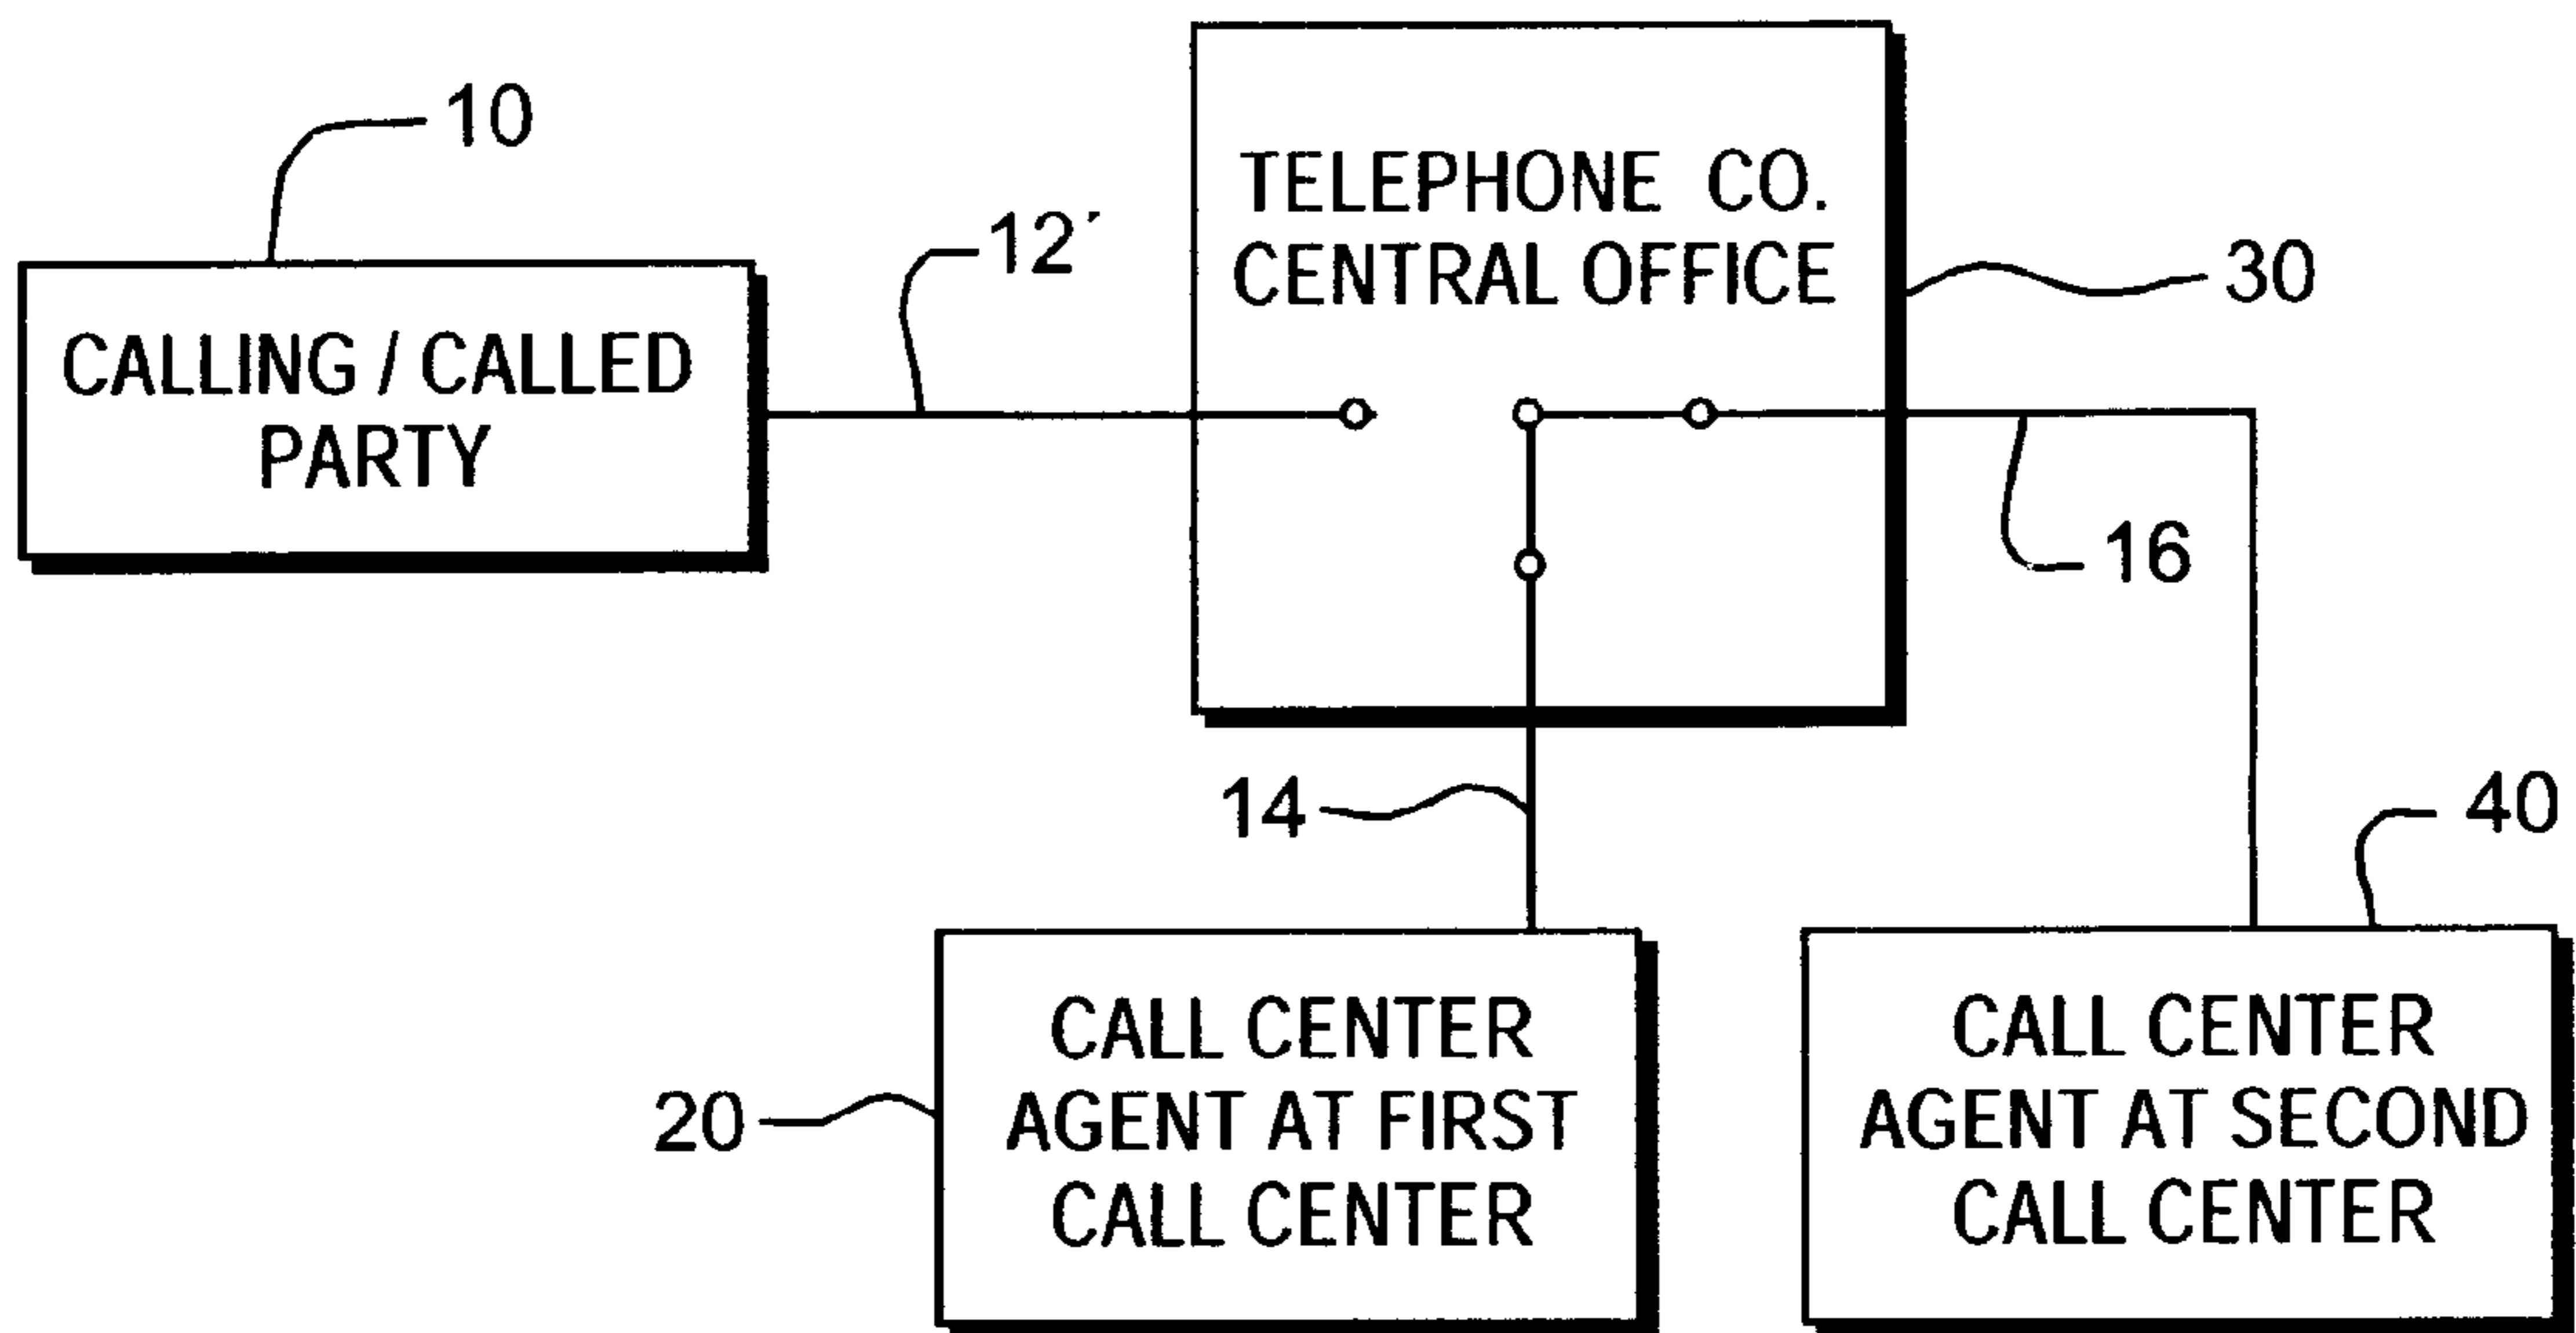 10
12´
TELEPHONE CO.
CENTRAL OFFICE
30
CALLING / CALLED
PARTY
16
14
40
20
CALL CENTER
AGENT AT FIRST
CALL CENTER
CALL CENTER
AGENT AT SECOND
CALL CENTER